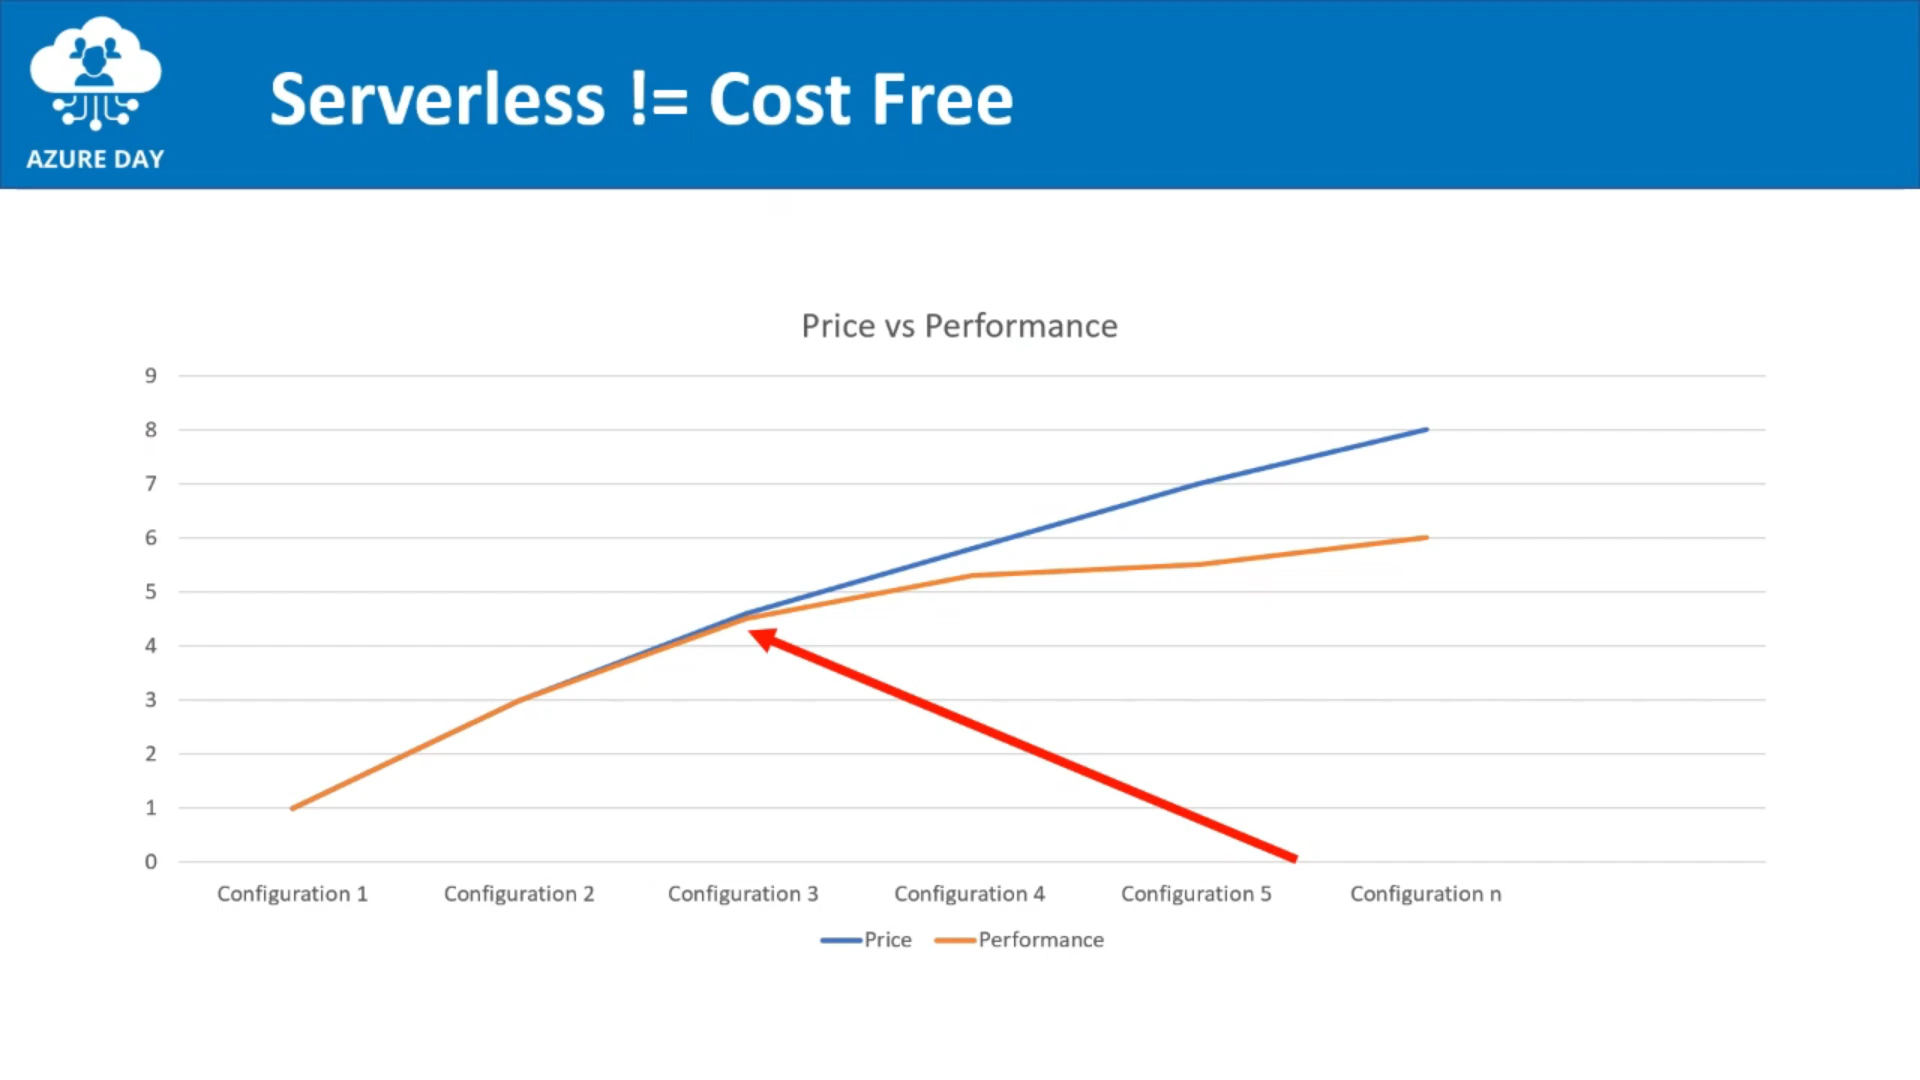 Serverless != Cost Free
AZURE DAY
Price vs Performance
9
8
7
6
5
4
3
2
1
0
Configuration 1 Configuration 2 Configuration 3 Configuration 4 Configuration 5 Configuration n
Price Performance